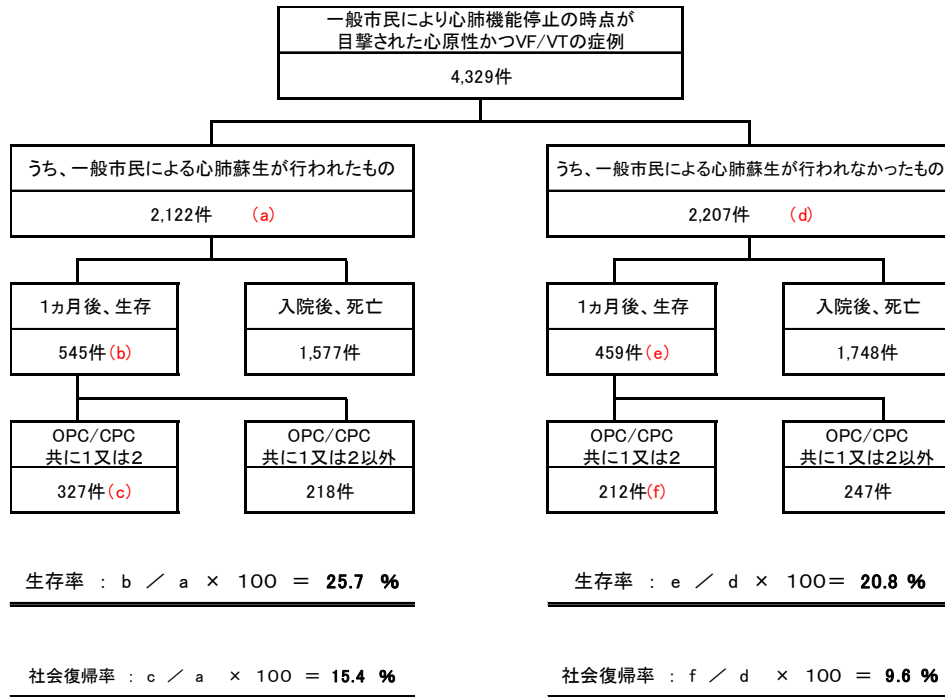 一般市民により心肺機能停止の時点が
目撃された心原性かつVF/VTの症例
4,329件
うち、一般市民による心肺蘇生が行われたもの
2,122件 (a)
うち、一般市民による心肺蘇生が行われなかったもの
2,207件 (d)
1ヵ月後、生存
545件(b)
入院後、死亡
1,577件
1ヵ月後、生存
459件(e)
入院後、死亡
1,748件
OPC/CPC
共に1又は2
327件(c)
OPC/CPC
共に1又は2以外
218件
OPC/CPC
共に1又は2
212件(f)
OPC/CPC
共に1又は2以外
247件
生存率 : b / a × 100 = 25.7 %
生存率 : e / d × 100= 20.8 %
社会復帰率 : c / a × 100 = 15.4 %
社会復帰率 : f / d × 100 = 9.6 %